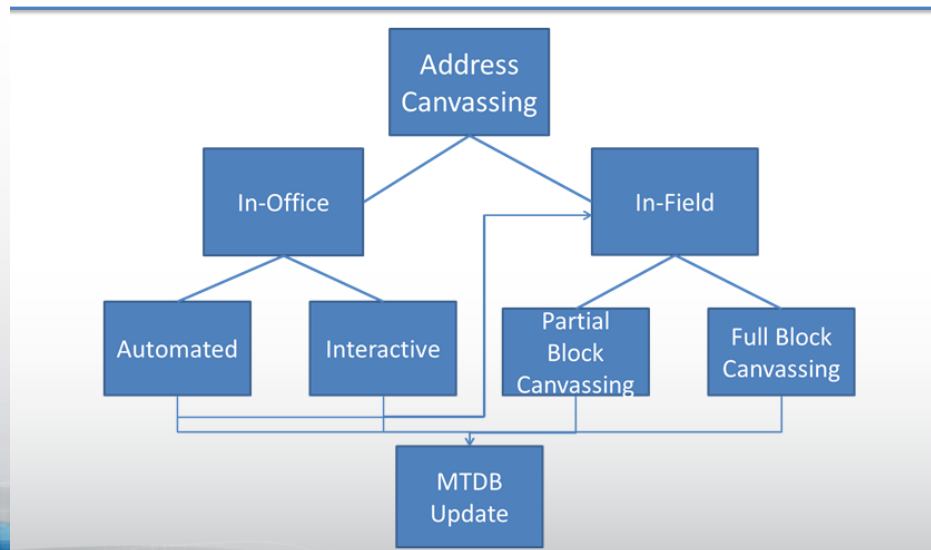 Address
Canvassing
In-Office
In-Field
Automated
Interactive
Partial
Block
Canvassing
Full Block
Canvassing
MTDB
Update